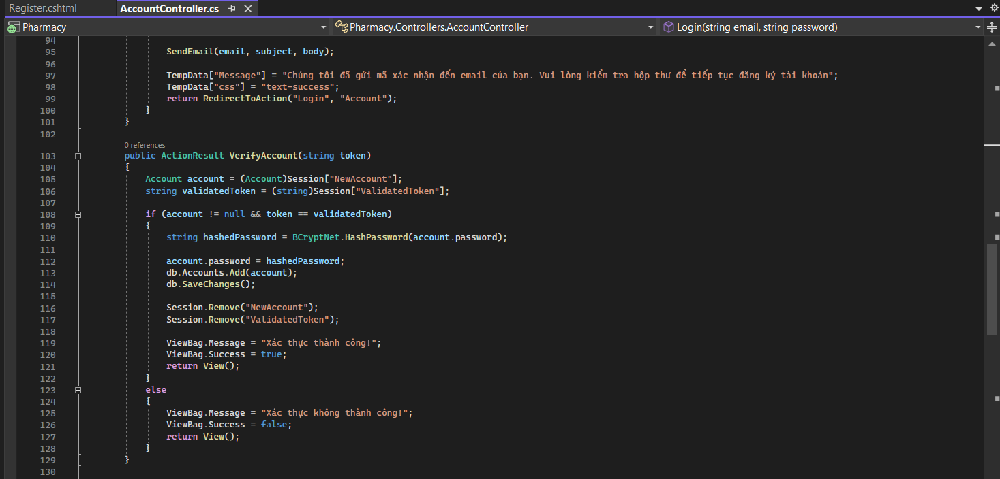 Register.cshtml AccountController.cs
Pharmacy Pharmacy.Controllers.AccountController Login(string email, string password)
94
95 SendEmail(email, subject, body);
96
97 TempData["Message"] = "Chúng tôi đã gửi mã xác nhận đến email của bạn. Vui lòng kiểm tra hộp thư để tiếp tục đăng ký tài khoản";
98 TempData["css"] = "text-success";
99 return RedirectToAction("Login", "Account");
100 }
101 }
102
0 references
103 public ActionResult VerifyAccount(string token)
104 {
105 Account account = (Account)Session["NewAccount"];
106 string validatedToken = (string)Session["ValidatedToken"];
107
108 if (account != null && token == validatedToken)
109 {
110 string hashedPassword = BCryptNet.HashPassword(account.password);
111
112 account.password = hashedPassword;
113 db.Accounts.Add(account);
114 db.SaveChanges();
115
116 Session.Remove("NewAccount");
117 Session.Remove("ValidatedToken");
118
119 ViewBag.Message = "Xác thực thành công!";
120 ViewBag.Success = true;
121 return View();
122 }
123 else
124 {
125 ViewBag.Message = "Xác thực không thành công!";
126 ViewBag.Success = false;
127 return View();
128 }
129 }
130